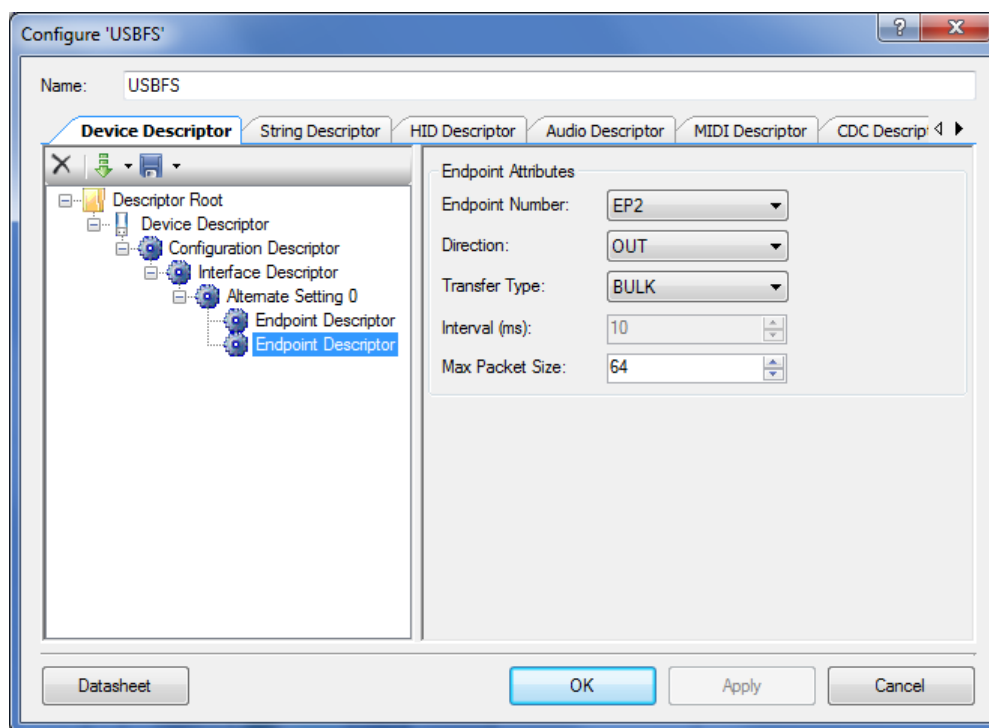 Configure 'USBFS'
Name: USBFS
Device Descriptor String Descriptor HID Descriptor Audio Descriptor MIDI Descriptor CDC Descrip
Descriptor Root
Device Descriptor
Configuration Descriptor
Interface Descriptor
Alternate Setting 0
Endpoint Descriptor
Endpoint Descriptor
Endpoint Attributes
Endpoint Number: EP2
Direction: OUT
Transfer Type: BULK
Interval (ms): 10
Max Packet Size: 64
Datasheet OK Apply Cancel